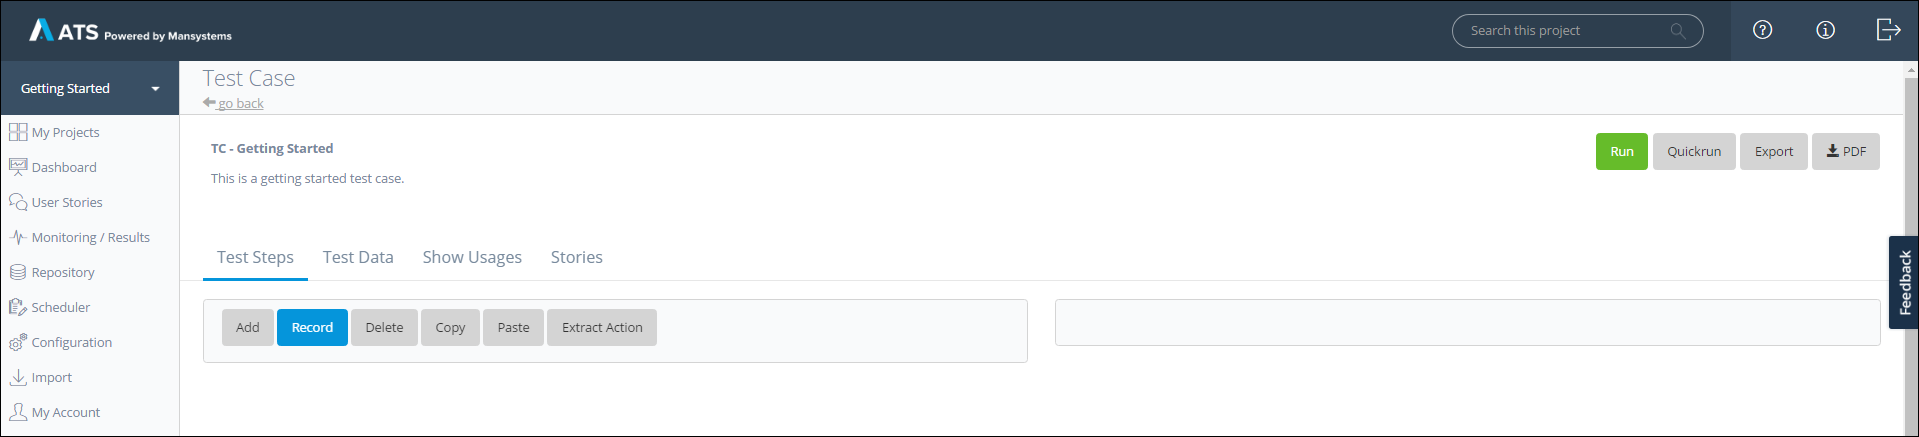 ATS Powered by Mansystems
Search this project
Getting Started
Test Case
go back
My Projects
Dashboard
User Stories
Monitoring / Results
Repository
Scheduler
Configuration
Import
My Account
TC - Getting Started
This is a getting started test case.
Run Quickrun Export PDF
Test Steps Test Data Show Usages Stories
Add Record Delete Copy Paste Extract Action
Feedback